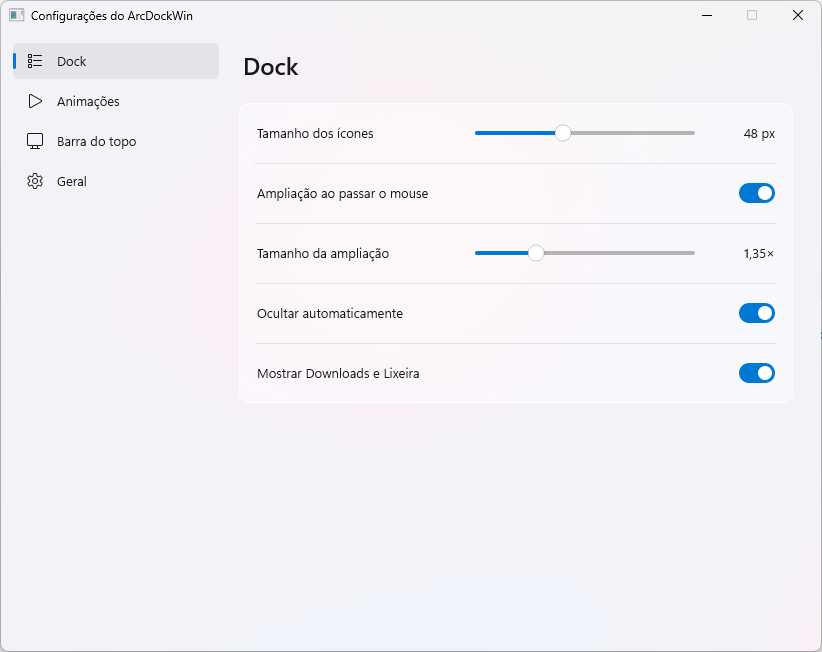 Configurações do ArcDockWin
Dock
Animações
Barra do topo
Geral
Dock
Tamanho dos ícones 48 px
Ampliação ao passar o mouse
Tamanho da ampliação 1,35×
Ocultar automaticamente
Mostrar Downloads e Lixeira